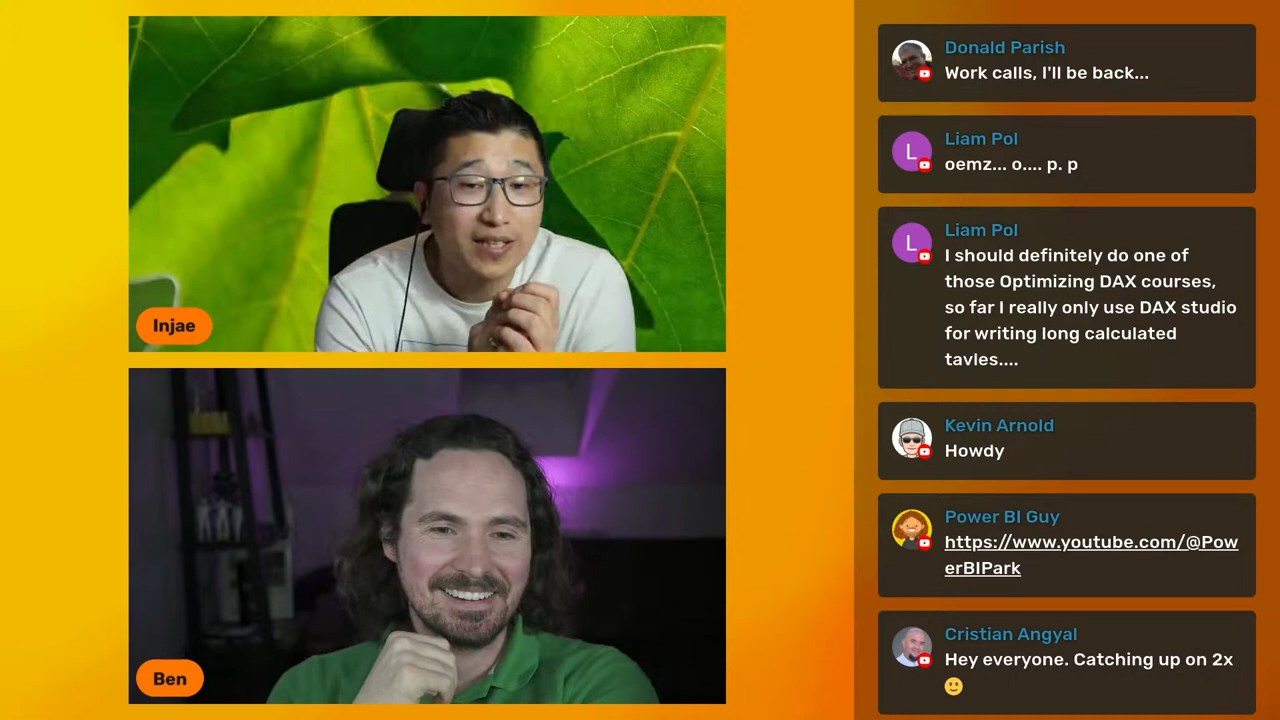 Injae
Ben
Donald Parish
Work calls, I'll be back...
L
Liam Pol
oemz... o.... p. p
L
Liam Pol
I should definitely do one of
those Optimizing DAX courses,
so far I really only use DAX studio
for writing long calculated
tavles....
Kevin Arnold
Howdy
Power BI Guy
https://www.youtube.com/@Pow
erBIPark
Cristian Angyal
Hey everyone. Catching up on 2x
🙂